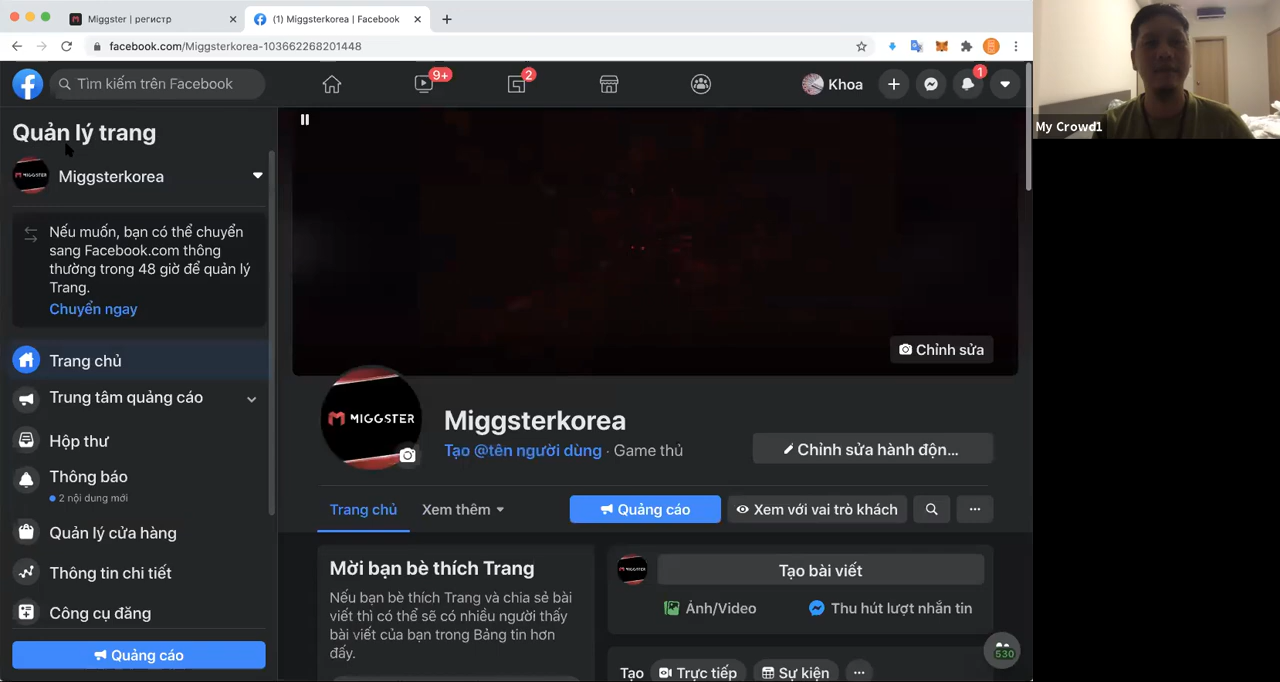 Miggster | регистр
(1) Miggsterkorea | Facebook
facebook.com/Miggsterkorea-103662268201448
Tìm kiếm trên Facebook
9+
2
Khoa
1
My Crowd1
Quản lý trang
Miggsterkorea
Nếu muốn, bạn có thể chuyển
sang Facebook.com thông
thường trong 48 giờ để quản lý
Trang.
Chuyển ngay
Trang chủ
Trung tâm quảng cáo
Hộp thư
Thông báo
2 nội dung mới
Quản lý cửa hàng
Thông tin chi tiết
Công cụ đăng
Quảng cáo
Chỉnh sửa
MIGGSTER
Miggsterkorea
Tạo @tên người dùng · Game thủ
Chỉnh sửa hành độn...
Trang chủ
Xem thêm
Quảng cáo
Xem với vai trò khách
Mời bạn bè thích Trang
Nếu bạn bè thích Trang và chia sẻ bài
viết thì có thể sẽ có nhiều người thấy
bài viết của bạn trong Bảng tin hơn
đấy.
Tạo bài viết
Ảnh/Video
Thu hút lượt nhắn tin
Tạo
Trực tiếp
Sự kiện
530